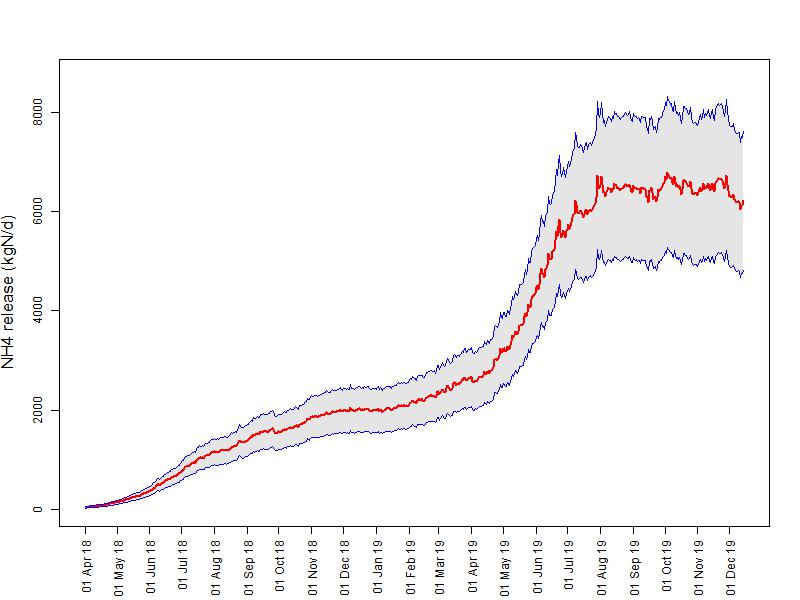 NH4 release (kgN/d)
8000
6000
4000
2000
0
01 Apr 18
01 May 18
01 Jun 18
01 Jul 18
01 Aug 18
01 Sep 18
01 Oct 18
01 Nov 18
01 Dec 18
01 Jan 19
01 Feb 19
01 Mar 19
01 Apr 19
01 May 19
01 Jun 19
01 Jul 19
01 Aug 19
01 Sep 19
01 Oct 19
01 Nov 19
01 Dec 19